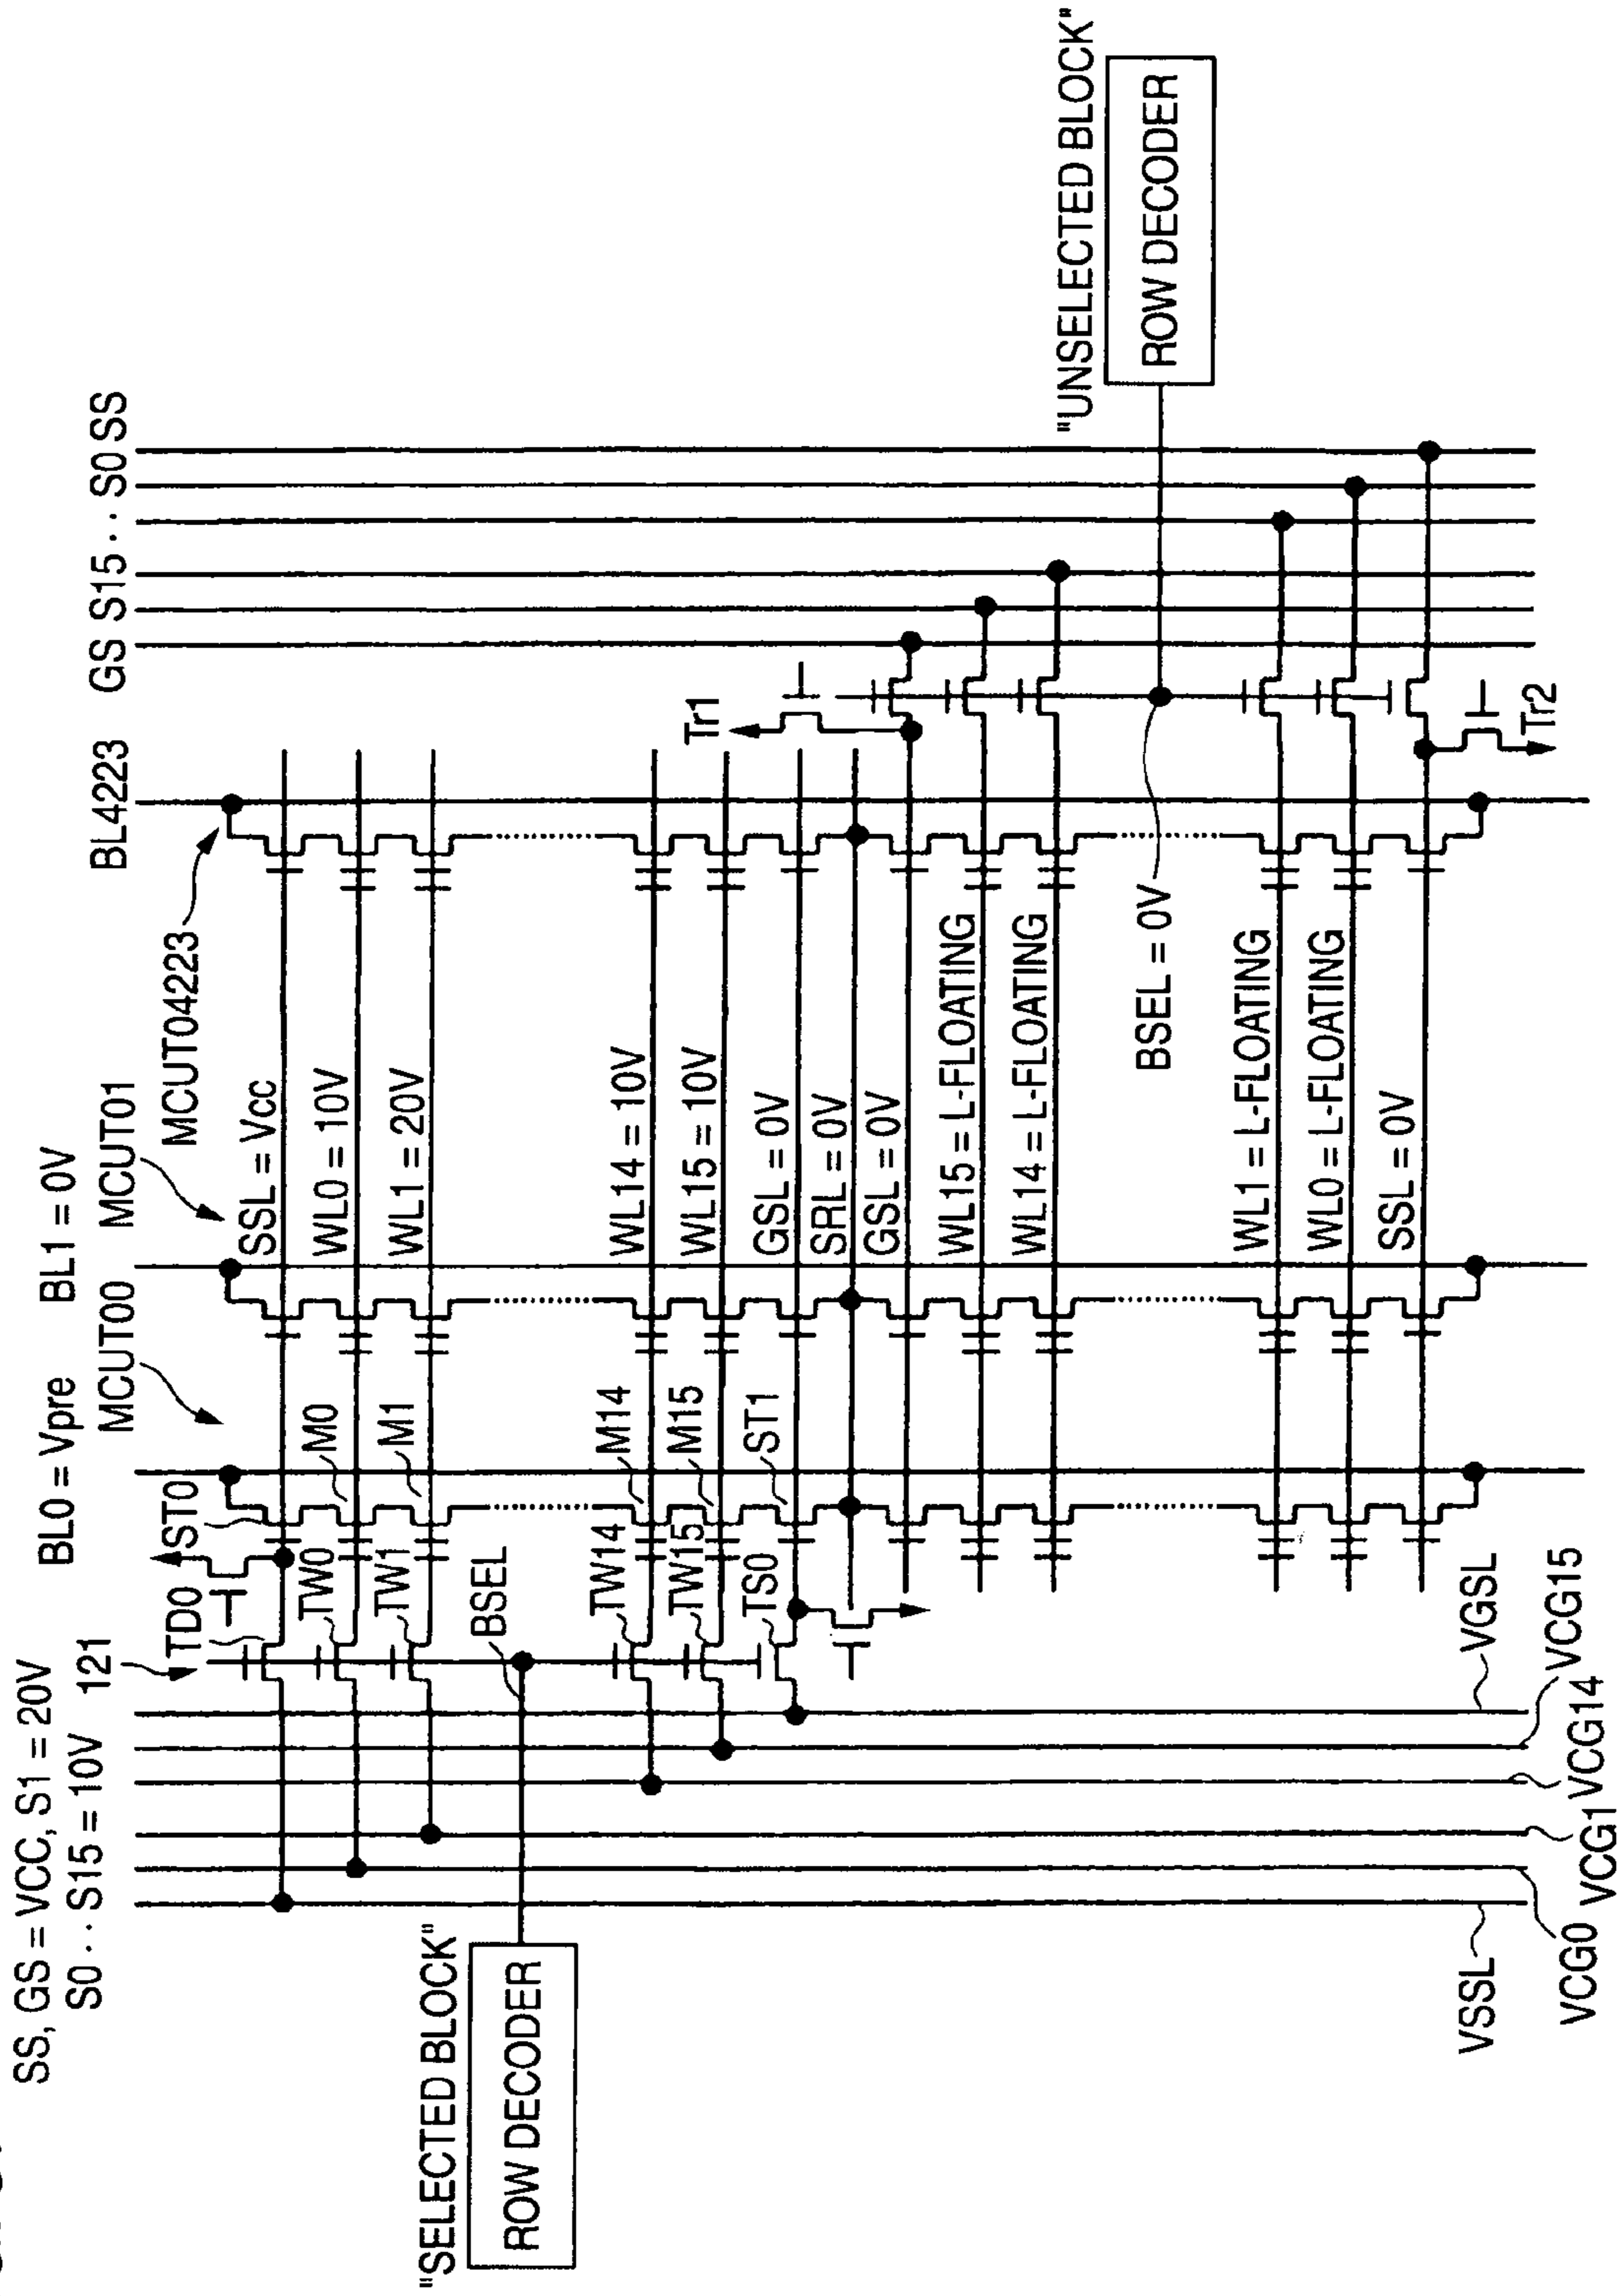 SS, GS = VCC, S1 = 20V
S0 ·· S15 = 10V
121
BL0 = Vpre
MCUT00
BL1 = 0V
MCUT01
MCUT04223
BL4223
GS S15 ·· S0 SS
TD0
ST0
TW0
M0
TW1
M1
BSEL
TW14
M14
TW15
M15
TS0
ST1
SSL = Vcc
WL0 = 10V
WL1 = 20V
WL14 = 10V
WL15 = 10V
GSL = 0V
SRL = 0V
GSL = 0V
WL15 = L-FLOATING
WL14 = L-FLOATING
WL1 = L-FLOATING
WL0 = L-FLOATING
SSL = 0V
Tr1
Tr2
BSEL = 0V
"SELECTED BLOCK"
ROW DECODER
"UNSELECTED BLOCK"
ROW DECODER
VSSL
VCG0
VCG1
VCG14
VCG15
VGSL